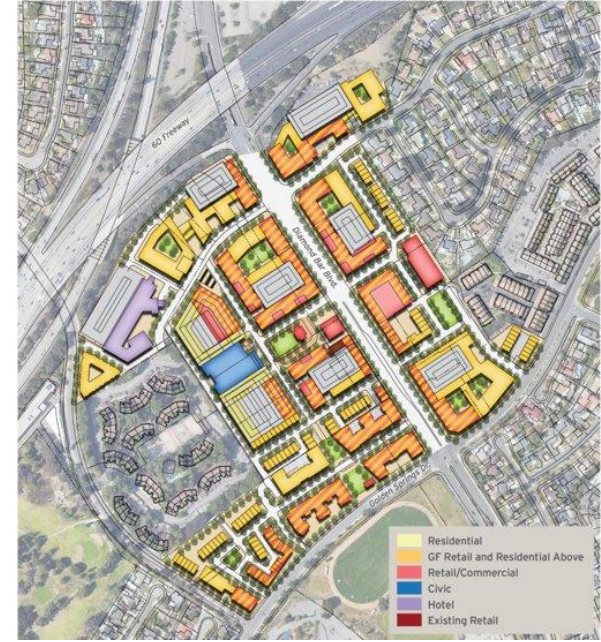 60 Freeway
Diamond Bar Blvd.
Golden Springs Dr.
Residential
GF Retail and Residential Above
Retail/Commercial
Civic
Hotel
Existing Retail